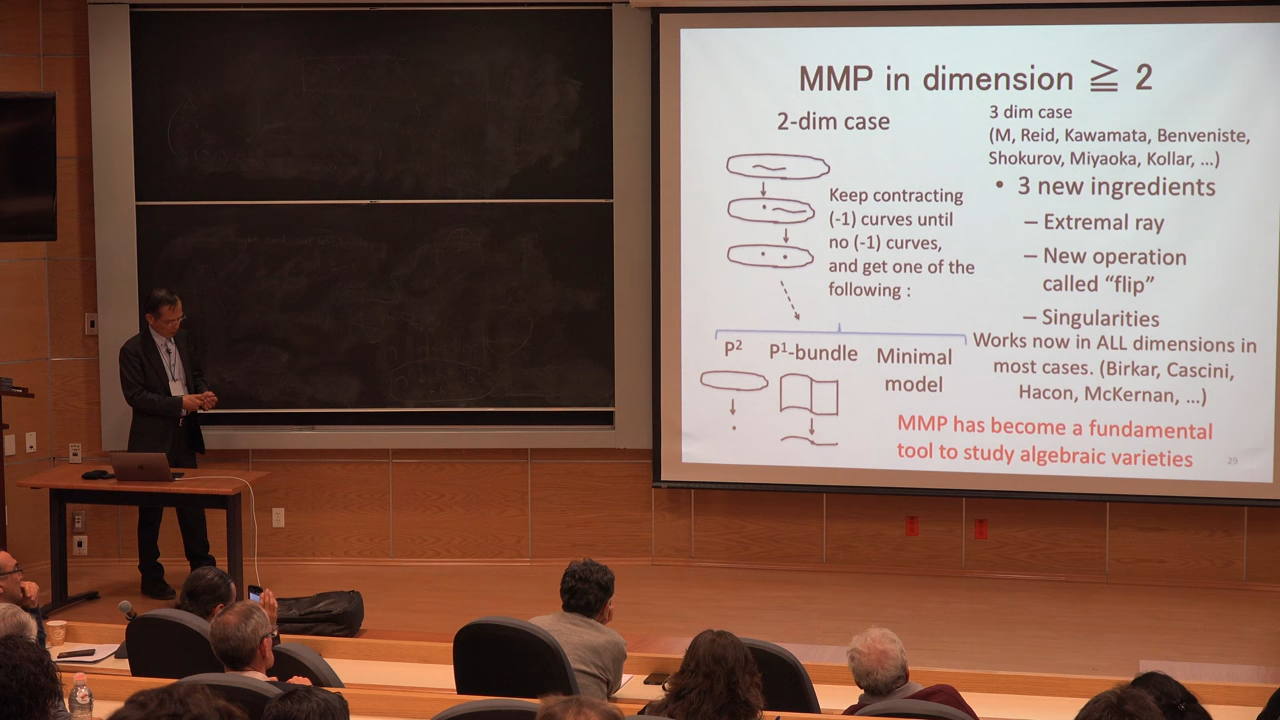 MMP in dimension ≧ 2
2-dim case
Keep contracting
(-1) curves until
no (-1) curves,
and get one of the
following :
P² P¹-bundle Minimal
model
3 dim case
(M, Reid, Kawamata, Benveniste,
Shokurov, Miyaoka, Kollar, ...)
• 3 new ingredients
– Extremal ray
– New operation
called “flip”
– Singularities
Works now in ALL dimensions in
most cases. (Birkar, Cascini,
Hacon, McKernan, ...)
MMP has become a fundamental
tool to study algebraic varieties
29